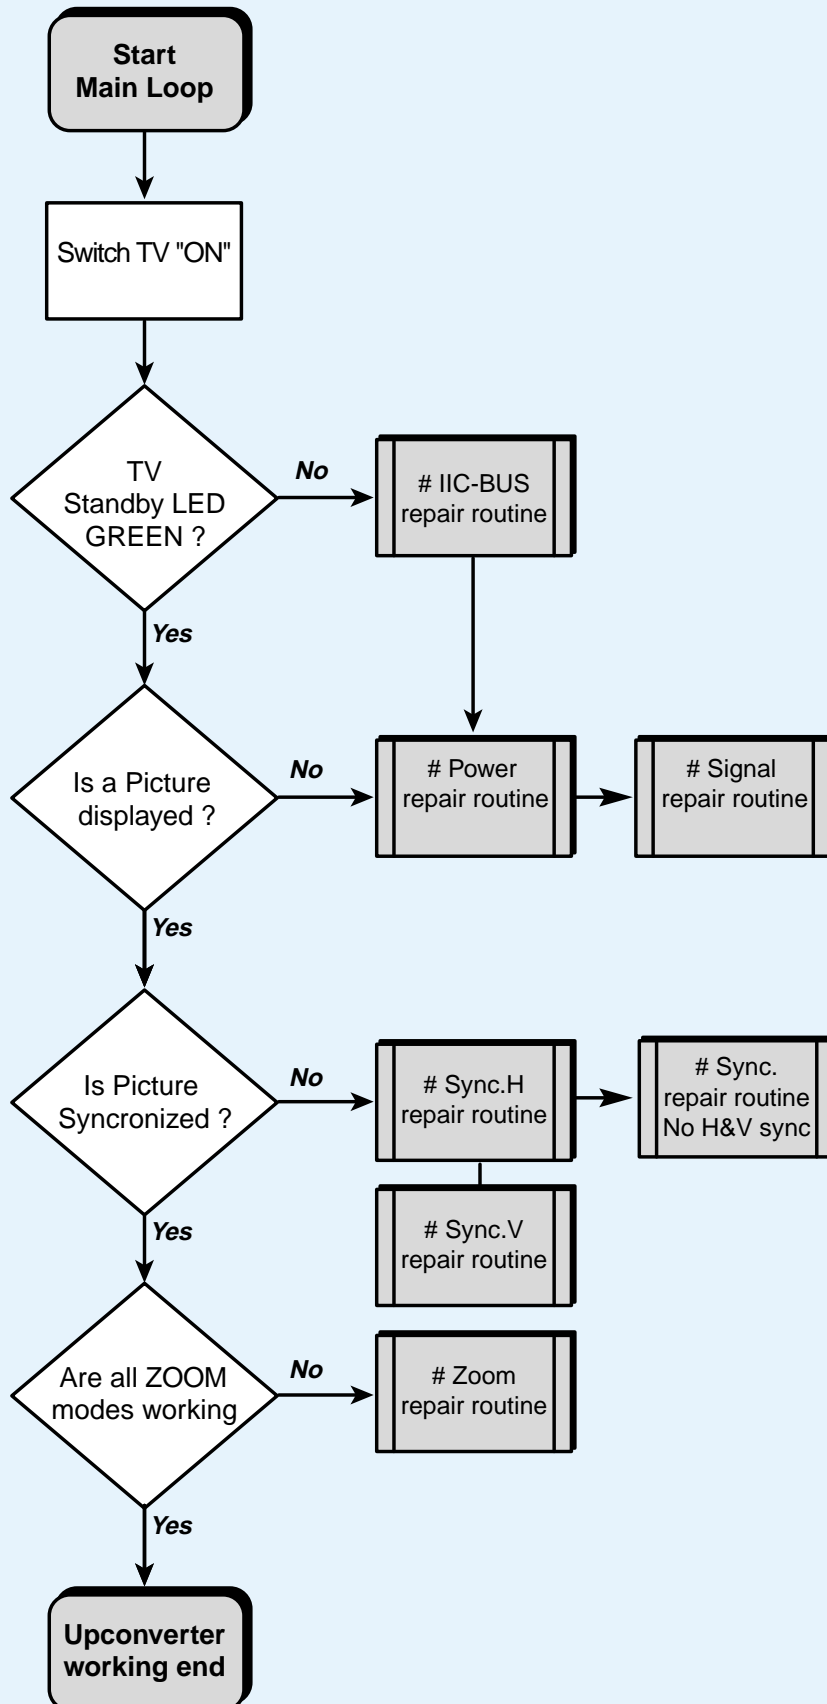 Start
Main Loop
Switch TV "ON"
TV
Standby LED
GREEN ?
No
# IIC-BUS
repair routine
Yes
Is a Picture
displayed ?
No
# Power
repair routine
# Signal
repair routine
Yes
Is Picture
Syncronized ?
No
# Sync.H
repair routine
# Sync.
repair routine
No H&V sync
# Sync.V
repair routine
Yes
Are all ZOOM
modes working
No
# Zoom
repair routine
Yes
Upconverter
working end